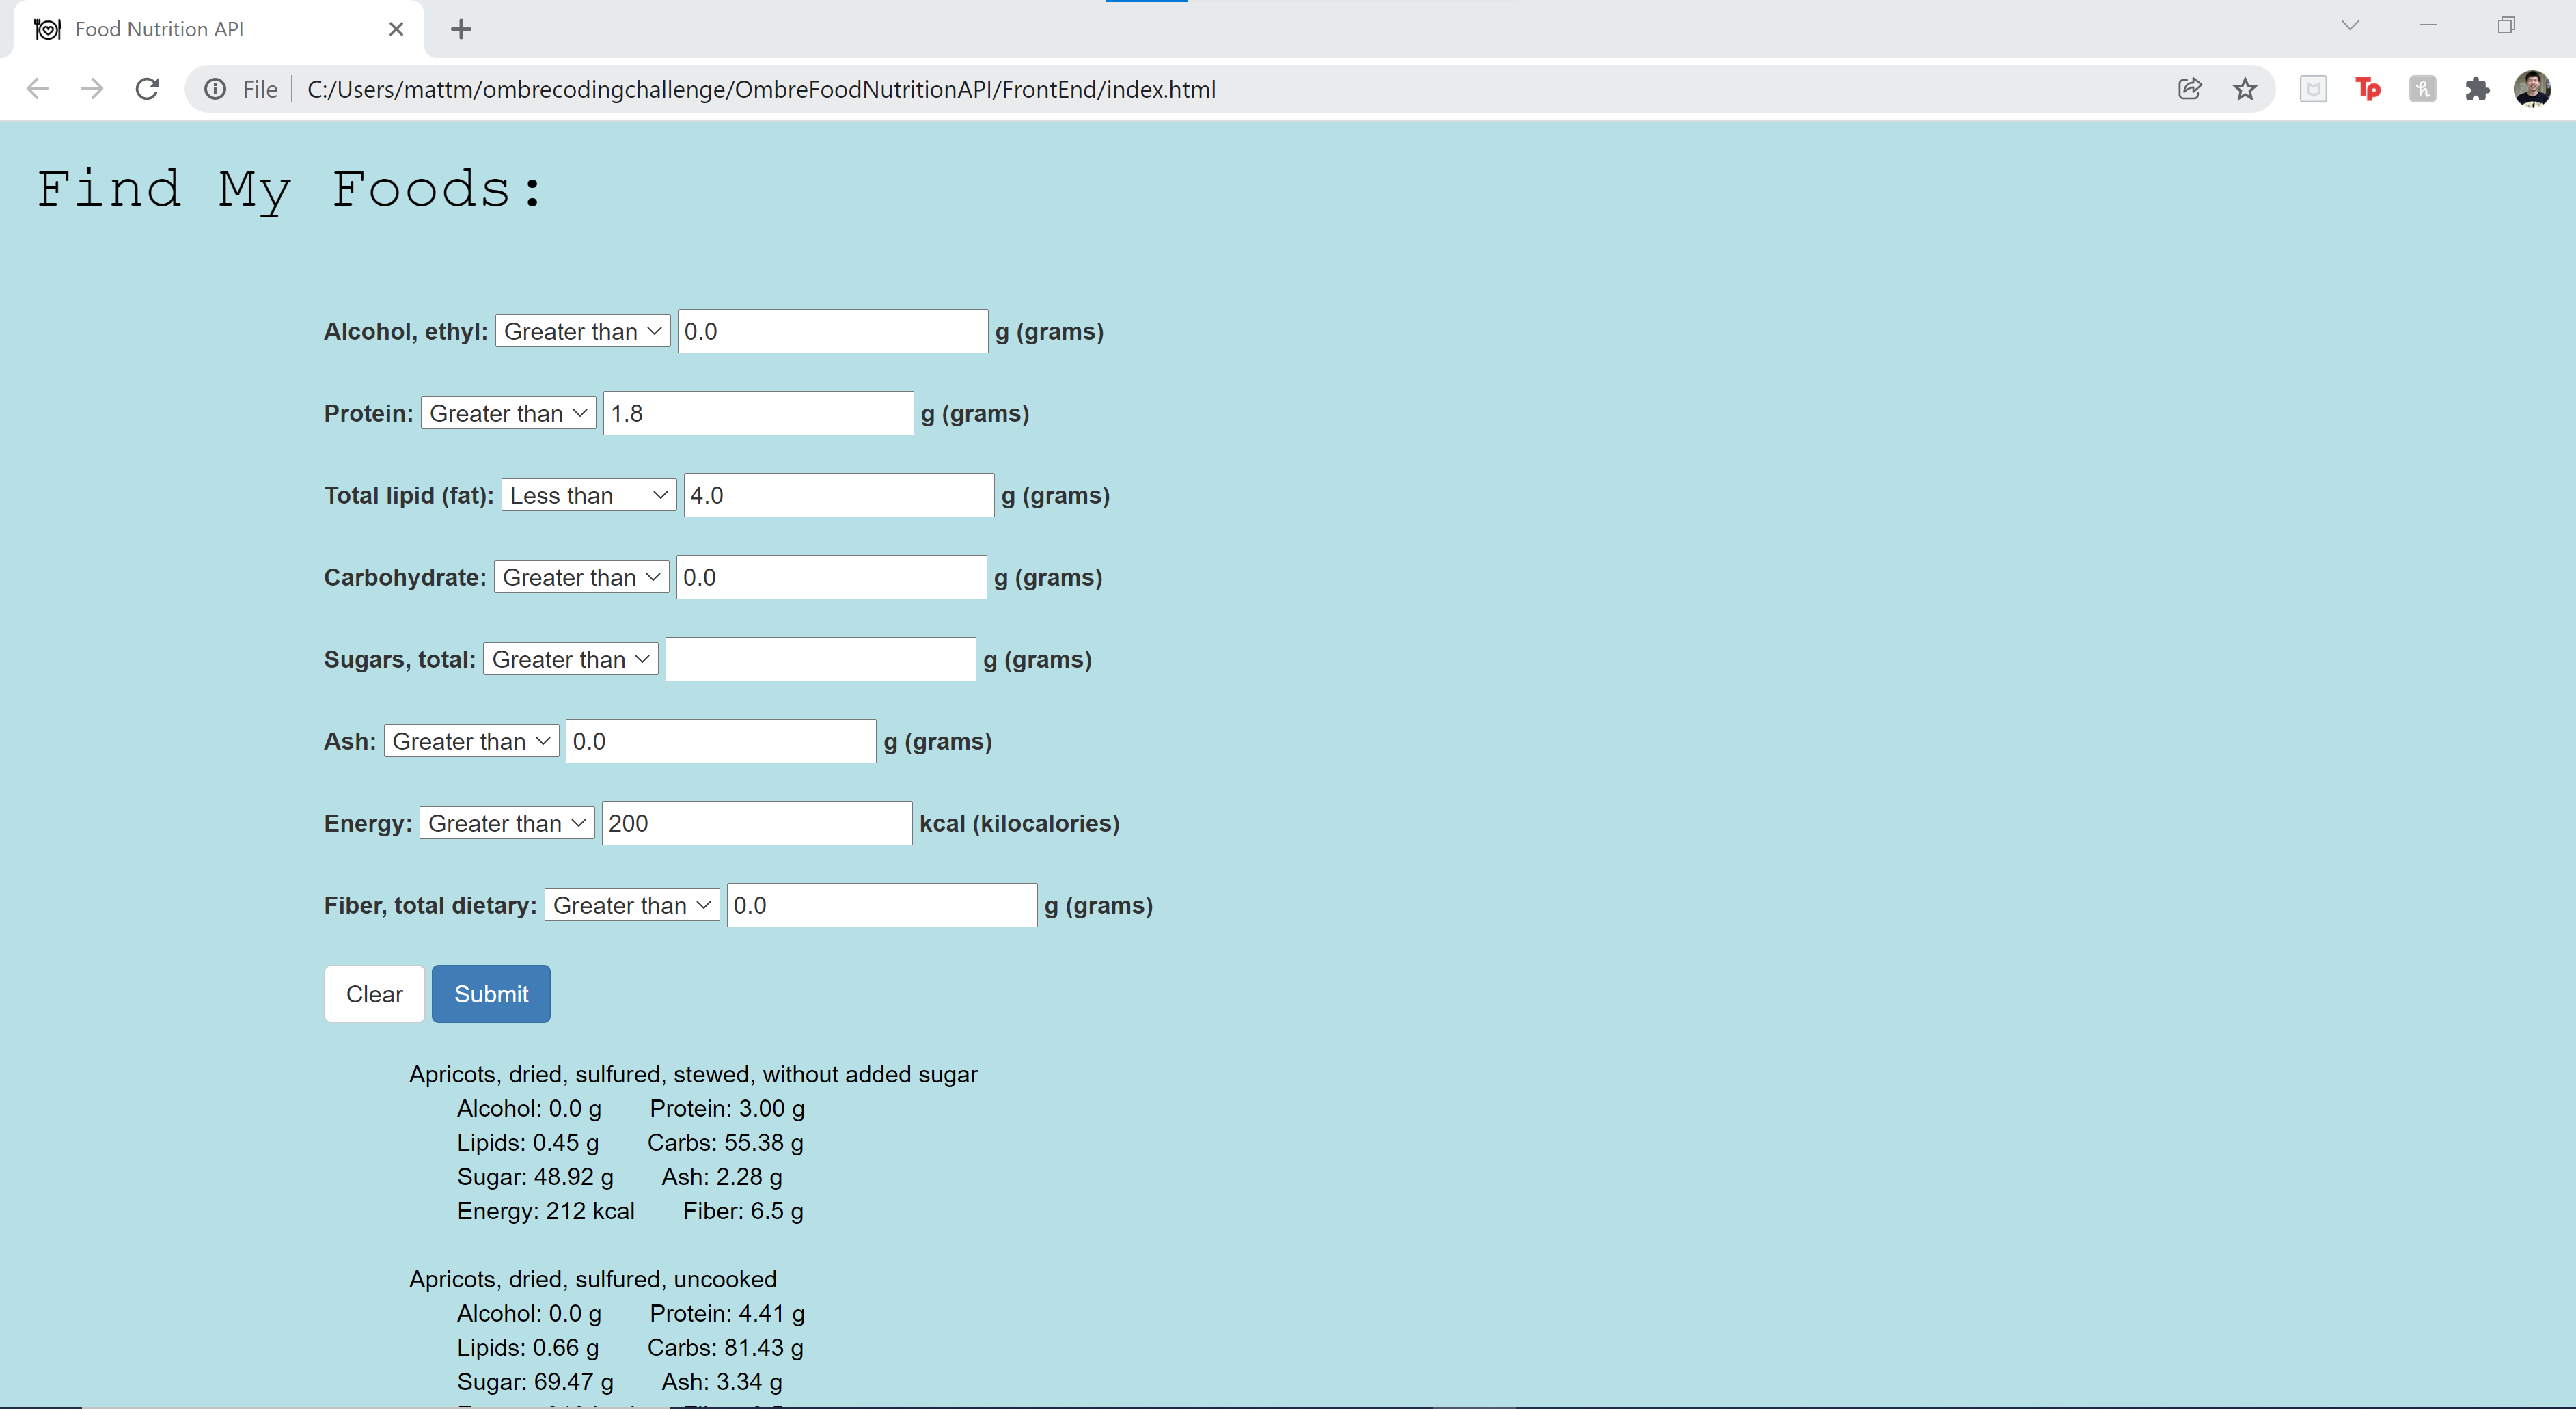 Food Nutrition API
File C:/Users/mattm/ombrecodingchallenge/OmbreFoodNutritionAPI/FrontEnd/index.html
Tp
h
Find My Foods:
Alcohol, ethyl: Greater than 0.0 g (grams)
Protein: Greater than 1.8 g (grams)
Total lipid (fat): Less than 4.0 g (grams)
Carbohydrate: Greater than 0.0 g (grams)
Sugars, total: Greater than g (grams)
Ash: Greater than 0.0 g (grams)
Energy: Greater than 200 kcal (kilocalories)
Fiber, total dietary: Greater than 0.0 g (grams)
Clear Submit
Apricots, dried, sulfured, stewed, without added sugar
Alcohol: 0.0 g Protein: 3.00 g
Lipids: 0.45 g Carbs: 55.38 g
Sugar: 48.92 g Ash: 2.28 g
Energy: 212 kcal Fiber: 6.5 g
Apricots, dried, sulfured, uncooked
Alcohol: 0.0 g Protein: 4.41 g
Lipids: 0.66 g Carbs: 81.43 g
Sugar: 69.47 g Ash: 3.34 g